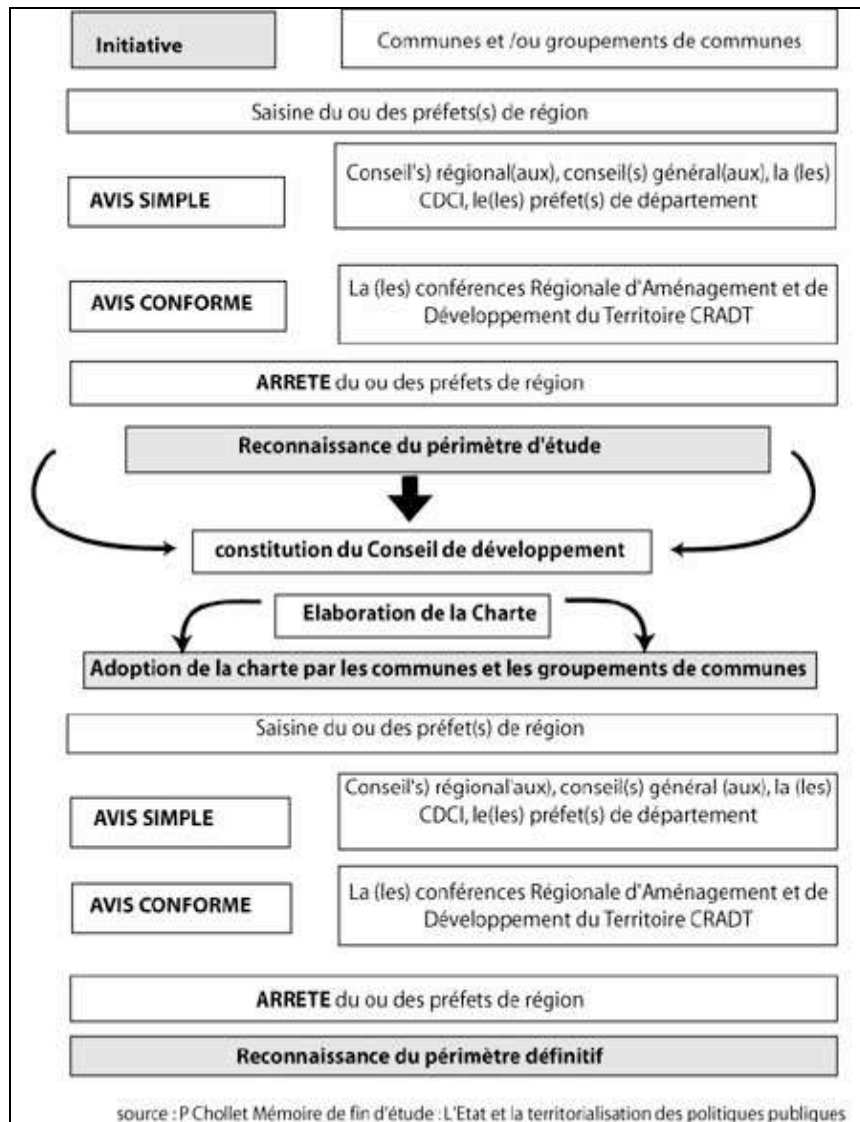 Initiative
Communes et /ou groupements de communes
Saisine du ou des préfets(s) de région
AVIS SIMPLE
Conseil's) régional(aux), conseil(s) général(aux), la (les)
CDCI, le(les) préfet(s) de département
AVIS CONFORME
La (les) conférences Régionale d'Aménagement et de
Développement du Territoire CRADT
ARRETE du ou des préfets de région
Reconnaissance du périmètre d'étude
constitution du Conseil de développement
Elaboration de la Charte
Adoption de la charte par les communes et les groupements de communes
Saisine du ou des préfet(s) de région
AVIS SIMPLE
Conseil's) régional'aux), conseil(s) général (aux), la (les)
CDCI, le(les) préfet(s) de département
AVIS CONFORME
La (les) conférences Régionale d'Aménagement et de
Développement du Territoire CRADT
ARRETE du ou des préfets de région
Reconnaissance du périmètre définitif
source : P Chollet Mémoire de fin d'étude : L'Etat et la territorialisation des politiques publiques